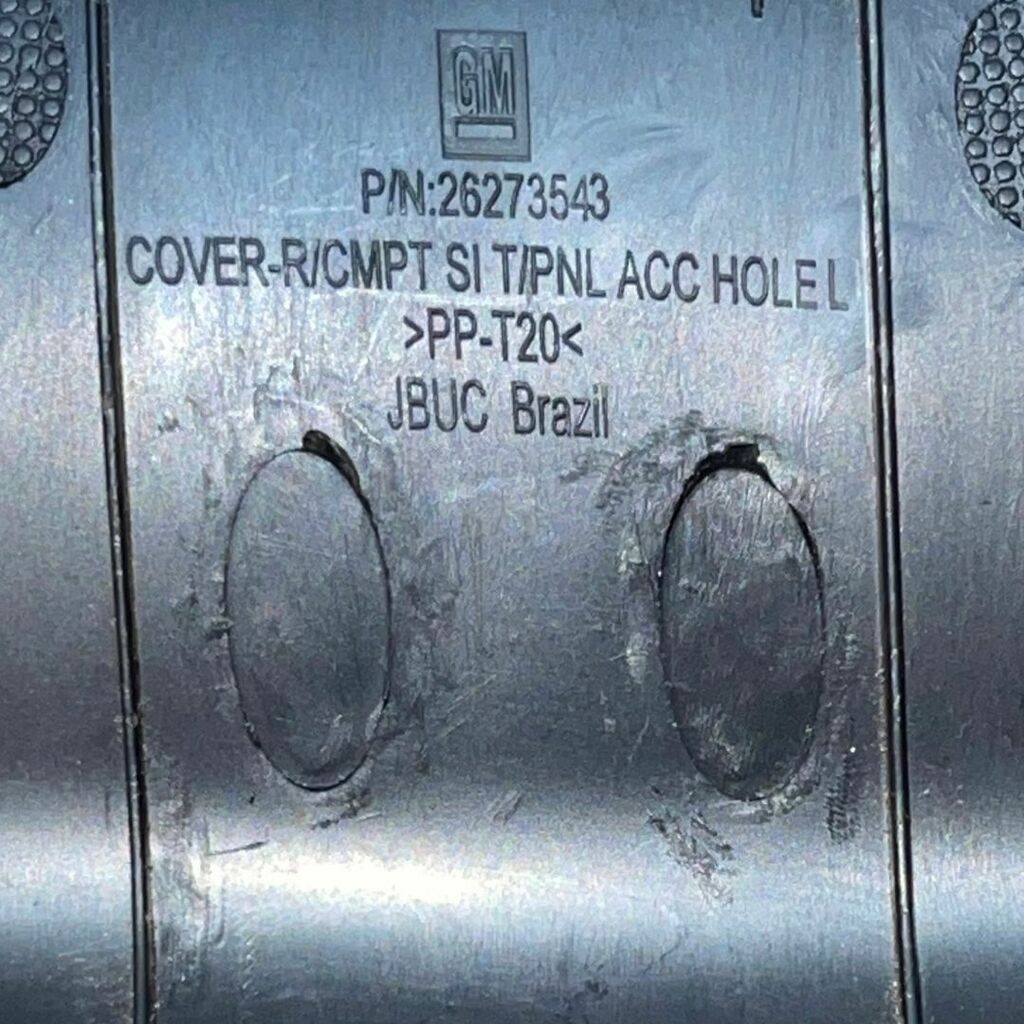 GM
P/N:26273543
COVER-R/CMPT SI T/PNL ACC HOLE L
>PP-T20<
JBUC Brazil